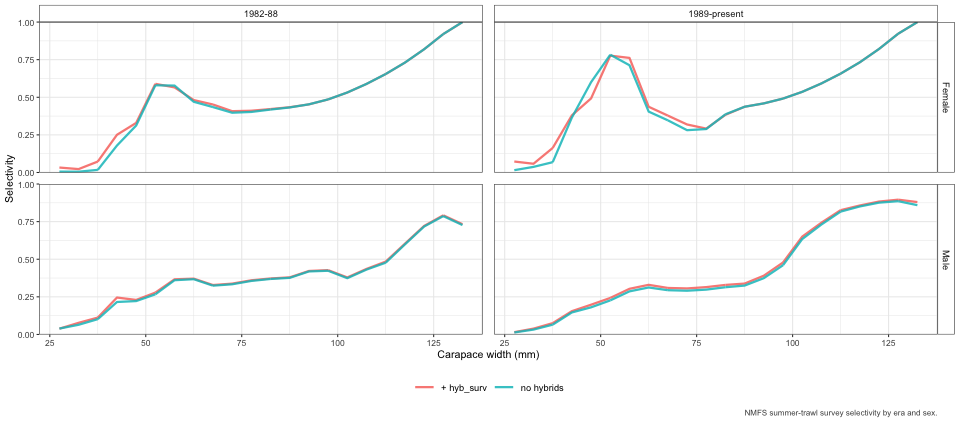 1982-88 1989-present
Selectivity
1.00
0.75
0.50
0.25
0.00
Female
1.00
0.75
0.50
0.25
0.00
Male
25 50 75 100 125 25 50 75 100 125
Carapace width (mm)
+ hyb_surv no hybrids
NMFS summer-trawl survey selectivity by era and sex.